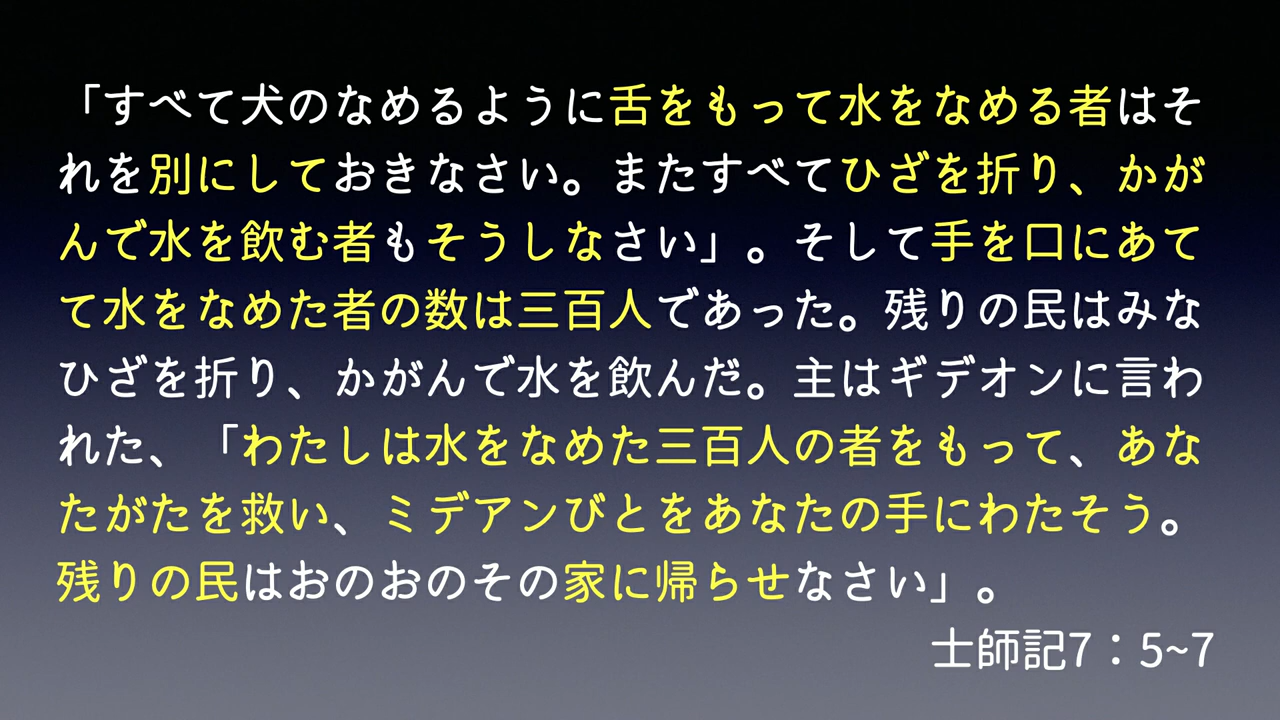 「すべて犬のなめるように舌をもって水をなめる者はそ
れを別にしておきなさい。またすべてひざを折り、かが
んで水を飲む者もそうしなさい」。そして手を口にあて
て水をなめた者の数は三百人であった。残りの民はみな
ひざを折り、かがんで水を飲んだ。主はギデオンに言わ
れた、「わたしは水をなめた三百人の者をもって、あな
たがたを救い、ミデアンびとをあなたの手にわたそう。
残りの民はおのおのその家に帰らせなさい」。
士師記7：5~7